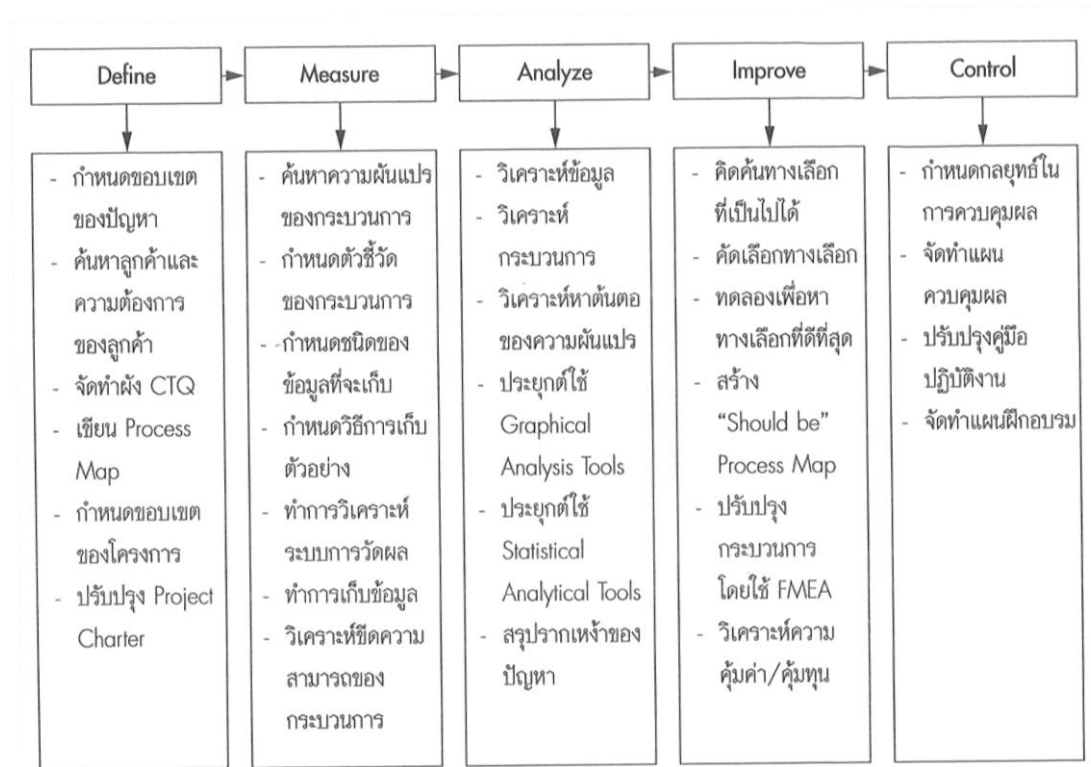 Define
Measure
Analyze
Improve
Control
- กำหนดขอบเขต
ของปัญหา
- ค้นหาลูกค้าและ
ความต้องการ
ของลูกค้า
- จัดทำผัง CTQ
- เขียน Process
Map
- กำหนดขอบเขต
ของโครงการ
- ปรับปรุง Project
Charter
- ค้นหาความผันแปร
ของกระบวนการ
- กำหนดตัวชี้วัด
ของกระบวนการ
- กำหนดชนิดของ
ข้อมูลที่จะเก็บ
- กำหนดวิธีการเก็บ
ตัวอย่าง
- ทำการวิเคราะห์
ระบบการวัดผล
- ทำการเก็บข้อมูล
- วิเคราะห์ขีดความ
สามารถของ
กระบวนการ
- วิเคราะห์ข้อมูล
- วิเคราะห์
กระบวนการ
- วิเคราะห์หาต้นตอ
ของความผันแปร
- ประยุกต์ใช้
Graphical
Analysis Tools
- ประยุกต์ใช้
Statistical
Analytical Tools
- สรุปรากเหง้าของ
ปัญหา
- คิดค้นทางเลือก
ที่เป็นไปได้
- คัดเลือกทางเลือก
- ทดลองเพื่อหา
ทางเลือกที่ดีที่สุด
- สร้าง
“Should be”
Process Map
- ปรับปรุง
กระบวนการ
โดยใช้ FMEA
- วิเคราะห์ความ
คุ้มค่า/คุ้มทุน
- กำหนดกลยุทธ์ใน
การควบคุมผล
- จัดทำแผน
ควบคุมผล
- ปรับปรุงคู่มือ
ปฏิบัติงาน
- จัดทำแผนฝึกอบรม